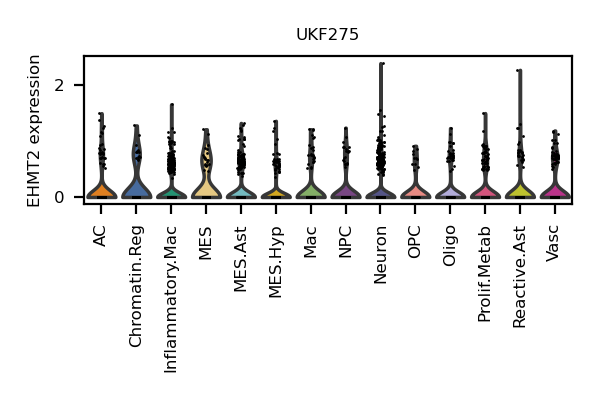 UKF275
EHMT2 expression
2
0
AC
Chromatin.Reg
Inflammatory.Mac
MES
MES.Ast
MES.Hyp
Mac
NPC
Neuron
OPC
Oligo
Prolif.Metab
Reactive.Ast
Vasc